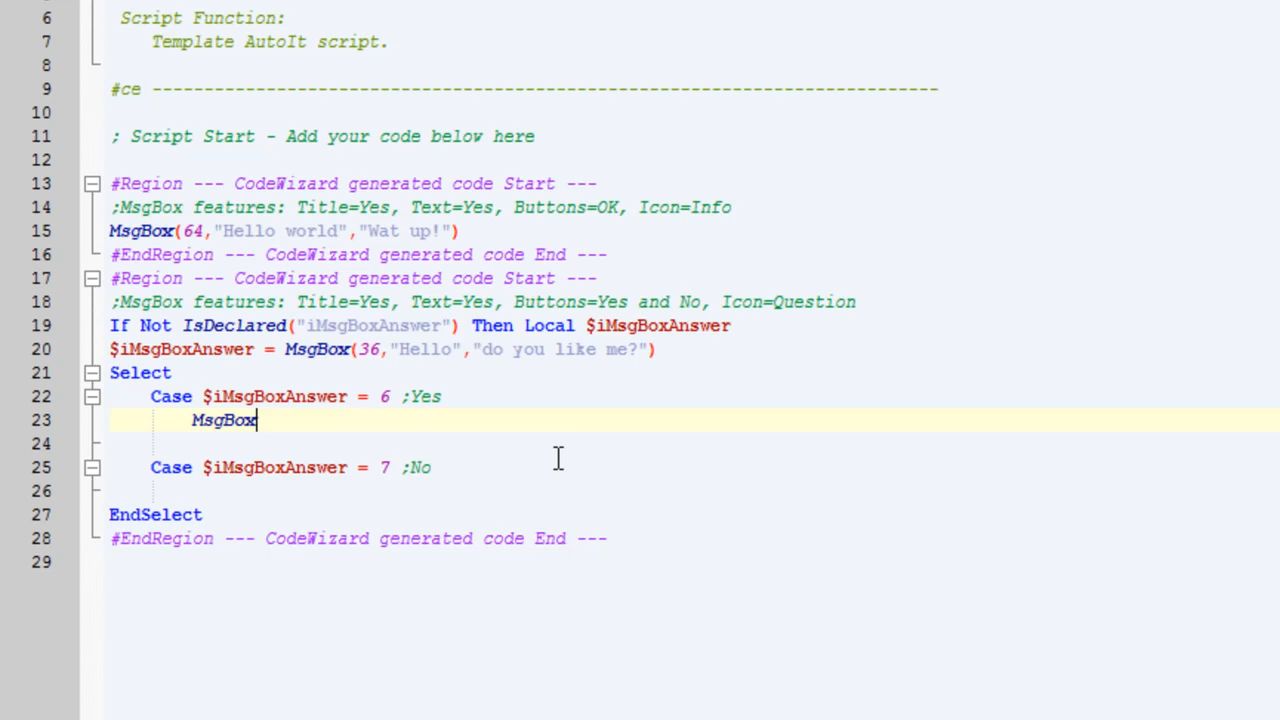 6 Script Function:
7 Template AutoIt script.
8
9 #ce ----------------------------------------------------------------------------
10
11 ; Script Start - Add your code below here
12
13 #Region --- CodeWizard generated code Start ---
14 ;MsgBox features: Title=Yes, Text=Yes, Buttons=OK, Icon=Info
15 MsgBox(64,"Hello world","Wat up!")
16 #EndRegion --- CodeWizard generated code End ---
17 #Region --- CodeWizard generated code Start ---
18 ;MsgBox features: Title=Yes, Text=Yes, Buttons=Yes and No, Icon=Question
19 If Not IsDeclared("iMsgBoxAnswer") Then Local $iMsgBoxAnswer
20 $iMsgBoxAnswer = MsgBox(36,"Hello","do you like me?")
21 Select
22 Case $iMsgBoxAnswer = 6 ;Yes
23 MsgBox
24
25 Case $iMsgBoxAnswer = 7 ;No
26
27 EndSelect
28 #EndRegion --- CodeWizard generated code End ---
29